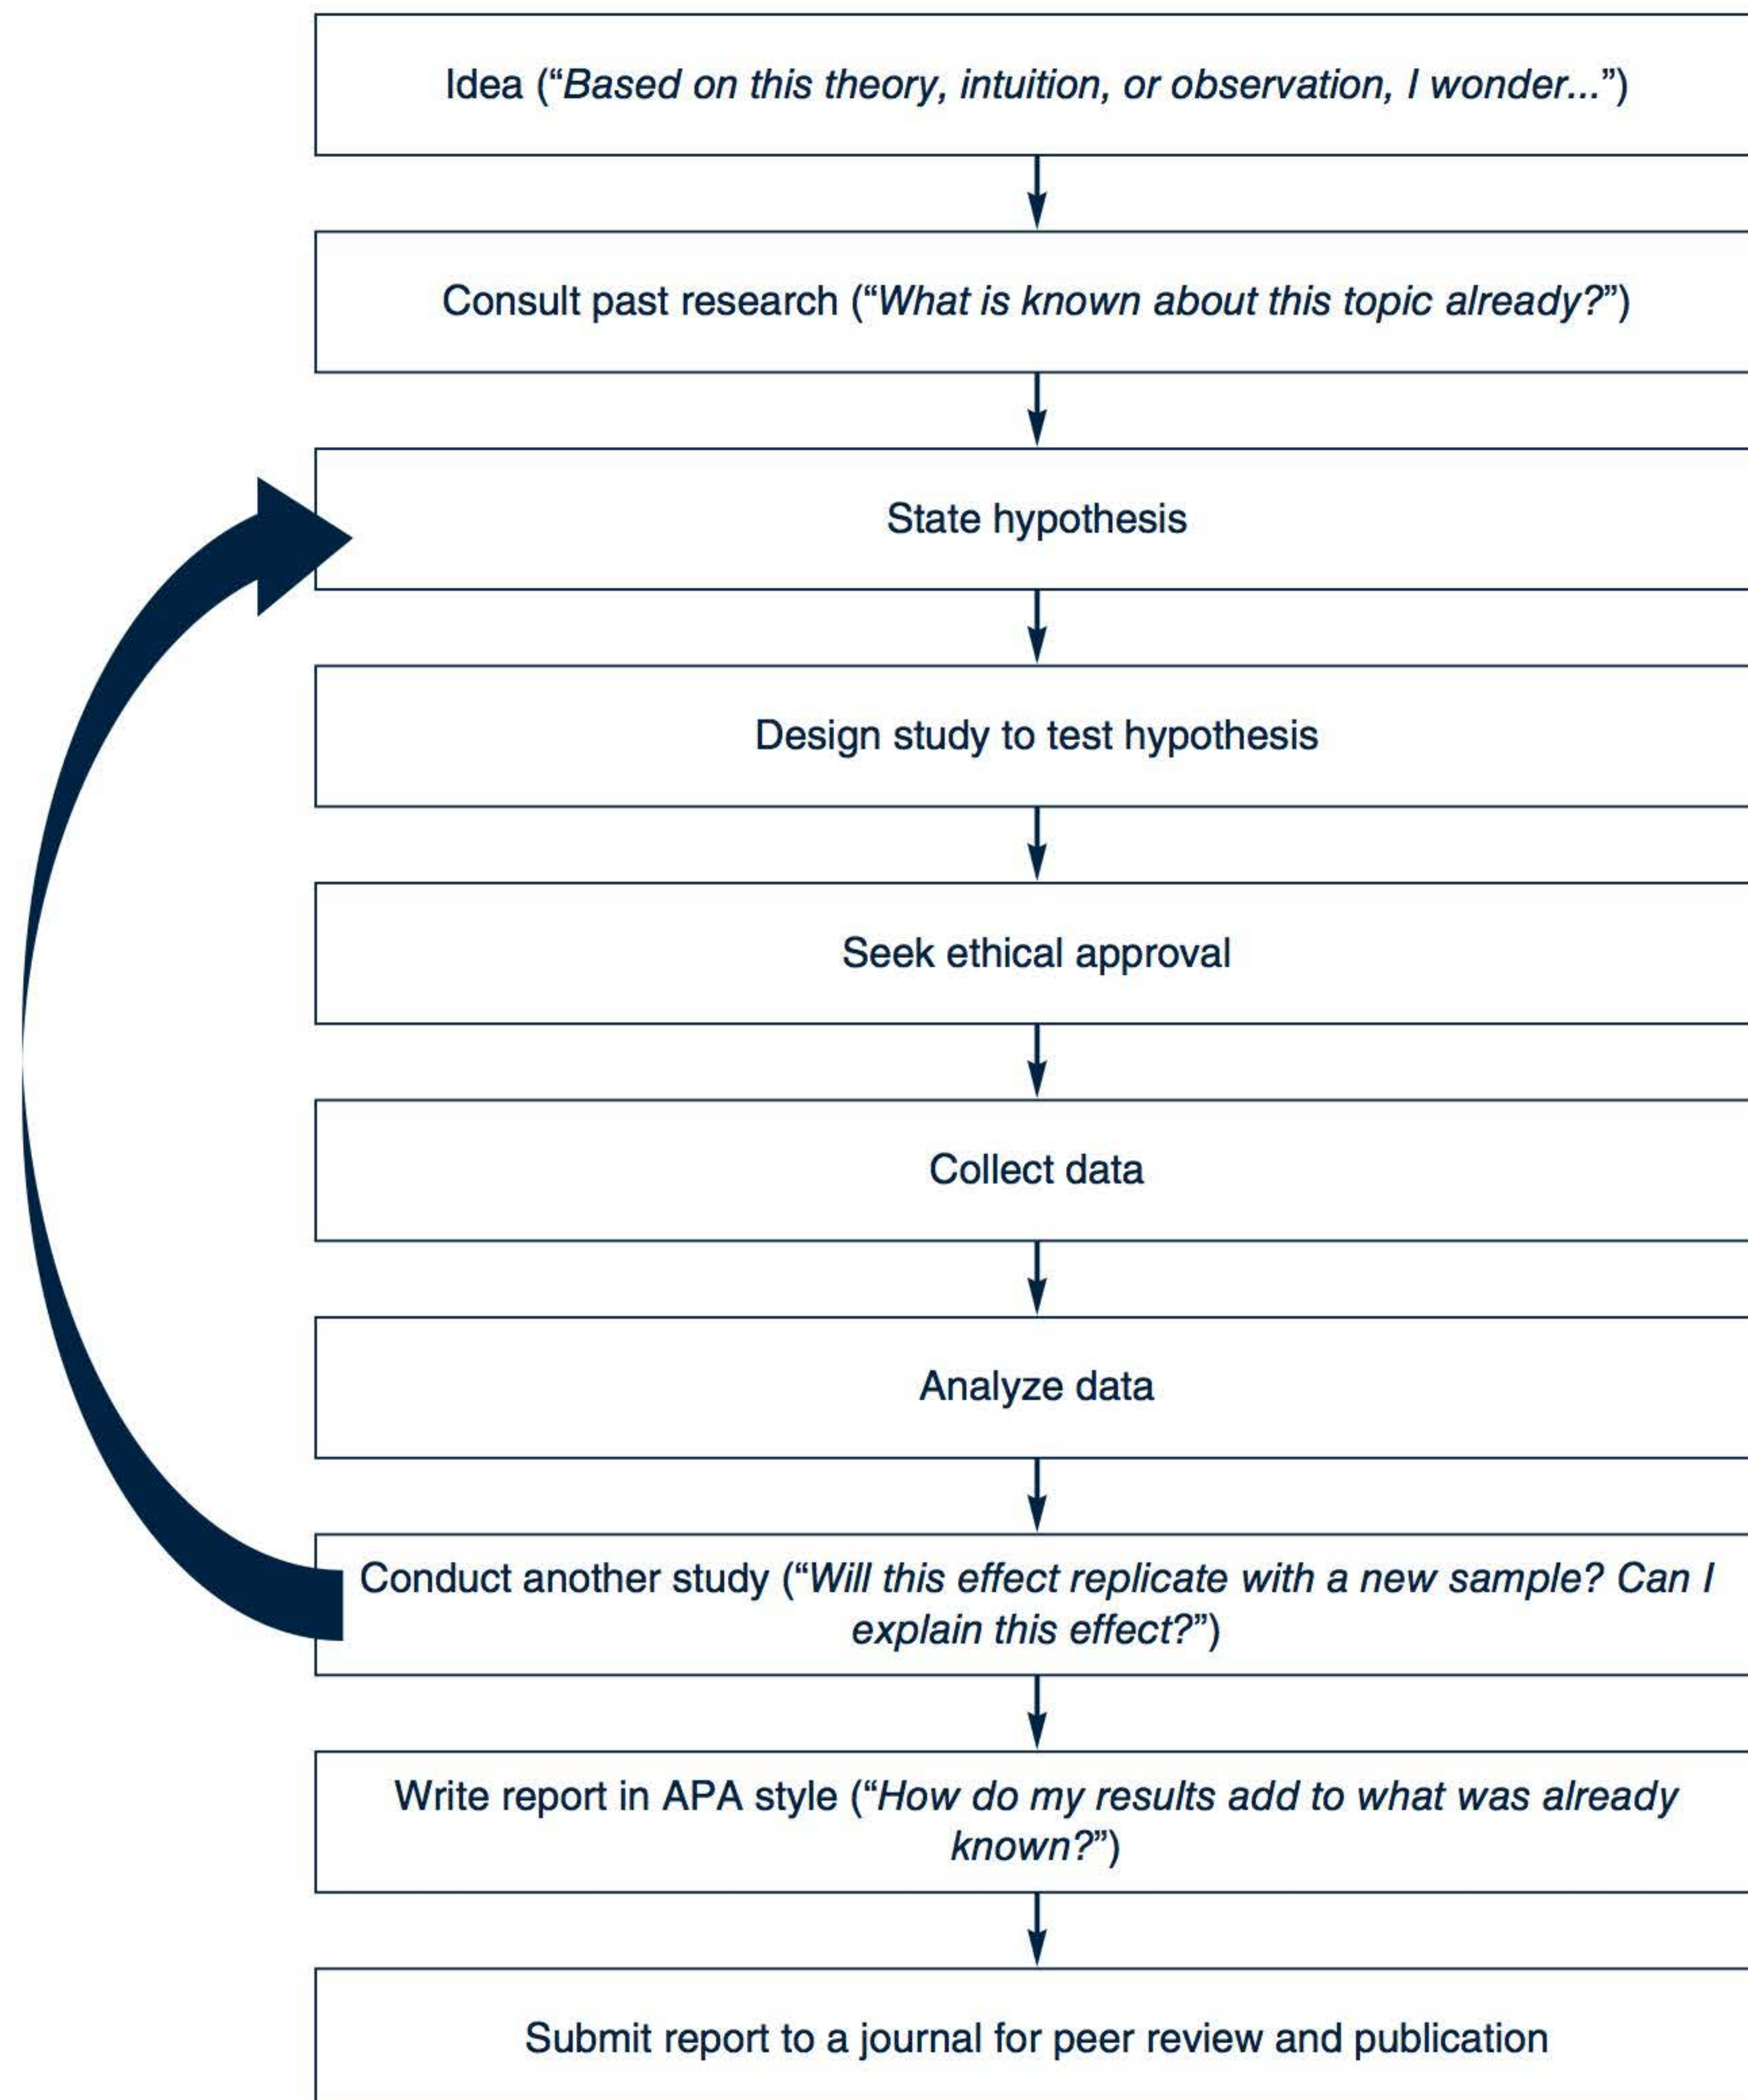 Idea (“Based on this theory, intuition, or observation, I wonder...”)
Consult past research (“What is known about this topic already?”)
State hypothesis
Design study to test hypothesis
Seek ethical approval
Collect data
Analyze data
Conduct another study (“Will this effect replicate with a new sample? Can I
explain this effect?”)
Write report in APA style (“How do my results add to what was already
known?”)
Submit report to a journal for peer review and publication